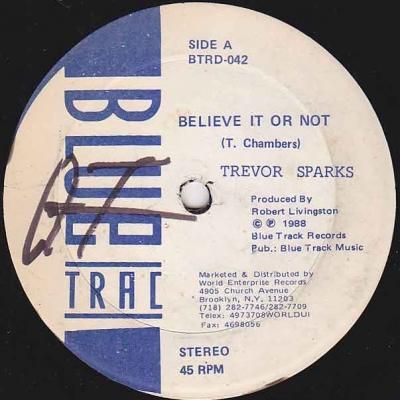 SIDE A
BTRD-042
BLUE
TRAC
BELIEVE IT OR NOT
(T. Chambers)
TREVOR SPARKS
Produced By
Robert Livingston
© ℗ 1988
Blue Track Records
Pub.: Blue Track Music
Marketed & Distributed by
World Enterprise Records
4905 Church Avenue
Brooklyn, N.Y. 11203
(718) 282-7746/282-7709
Telex: 4973708WORLDUI
Fax: 4698056
STEREO
45 RPM